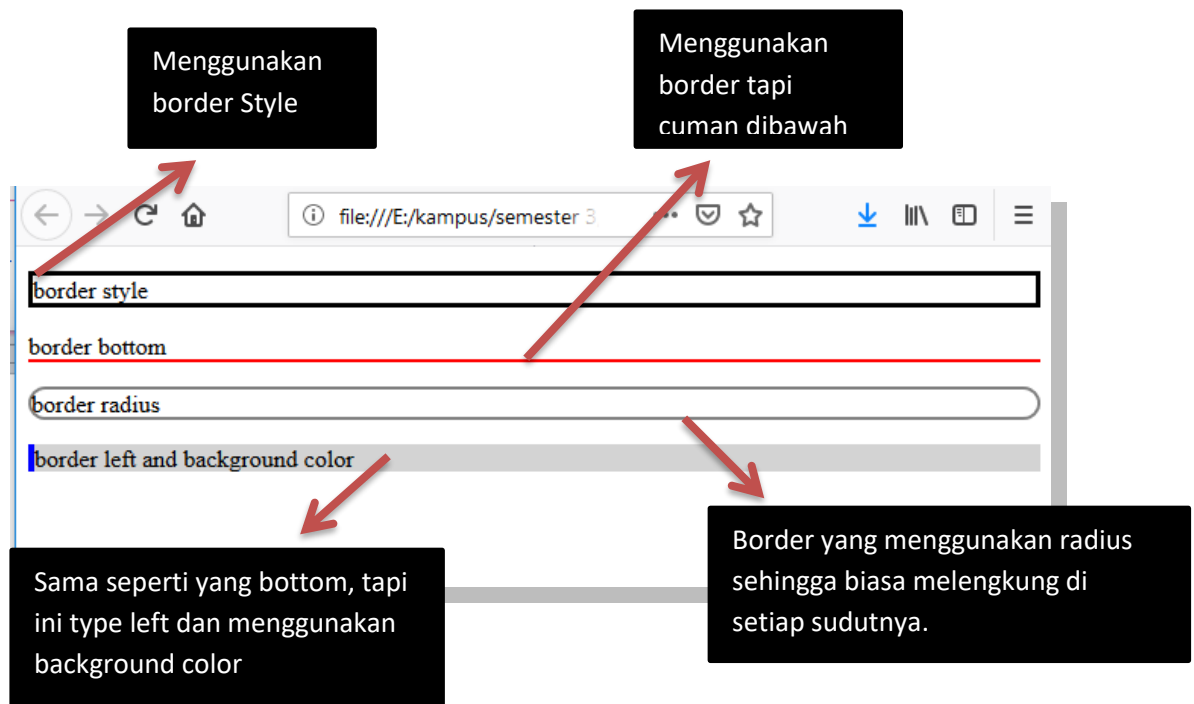 Menggunakan
border Style
Menggunakan
border tapi
cuman dibawah
file:///E:/kampus/semester 3
border style
border bottom
border radius
border left and background color
Sama seperti yang bottom, tapi
ini type left dan menggunakan
background color
Border yang menggunakan radius
sehingga biasa melengkung di
setiap sudutnya.